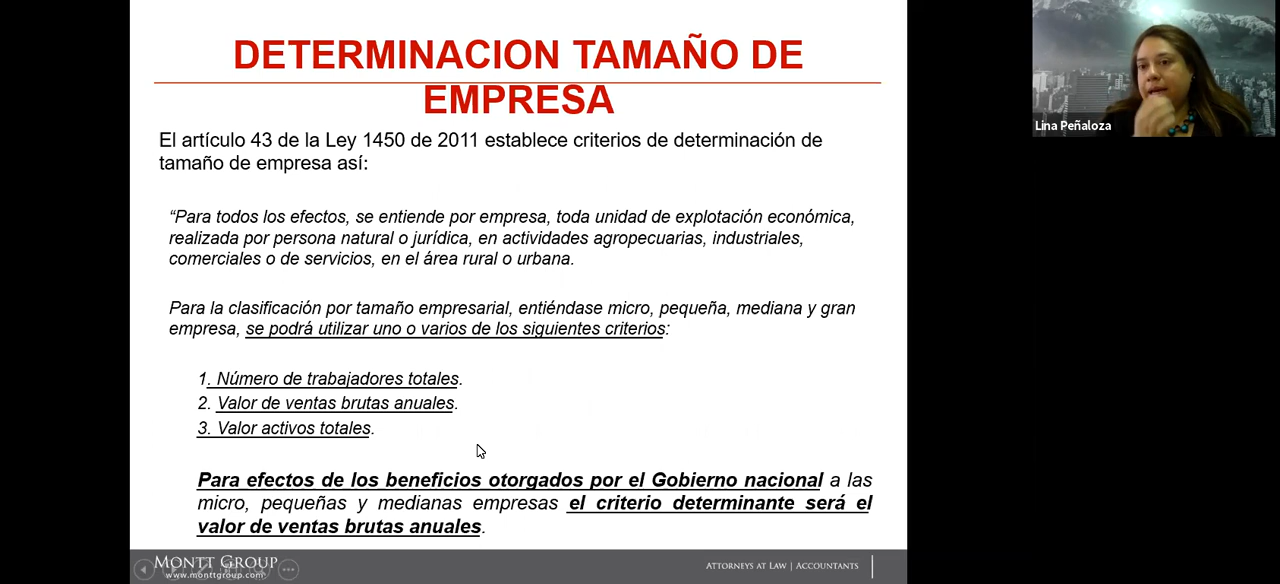 DETERMINACION TAMAÑO DE
EMPRESA
El artículo 43 de la Ley 1450 de 2011 establece criterios de determinación de
tamaño de empresa así:
“Para todos los efectos, se entiende por empresa, toda unidad de explotación económica,
realizada por persona natural o jurídica, en actividades agropecuarias, industriales,
comerciales o de servicios, en el área rural o urbana.
Para la clasificación por tamaño empresarial, entiéndase micro, pequeña, mediana y gran
empresa, se podrá utilizar uno o varios de los siguientes criterios:
1. Número de trabajadores totales.
2. Valor de ventas brutas anuales.
3. Valor activos totales.
Para efectos de los beneficios otorgados por el Gobierno nacional a las
micro, pequeñas y medianas empresas el criterio determinante será el
valor de ventas brutas anuales.
MONTT GROUP
www.monttgroup.com
ATTORNEYS AT LAW | ACCOUNTANTS
Lina Peñaloza